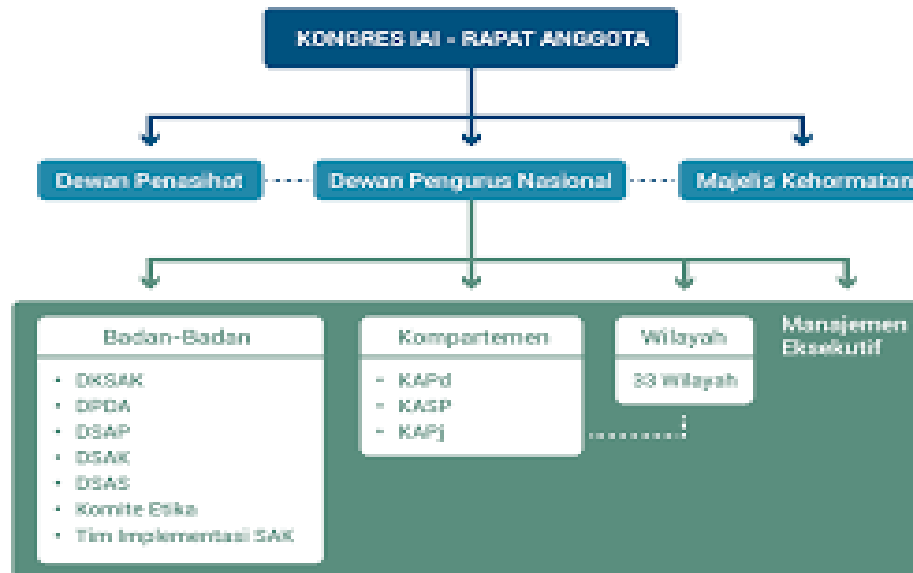 KONGRES IAI - RAPAT ANGGOTA
Dewan Penasihat
Dewan Pengurus Nasional
Majelis Kehormatan
Badan-Badan
• DKSAK
• DPDA
• DSAP
• DSAK
• DSAS
• Komite Etika
• Tim Implementasi SAK
Kompartemen
- KAPd
- KASP
- KAPj
Wilayah
33 Wilayah
Manajemen
Eksekutif